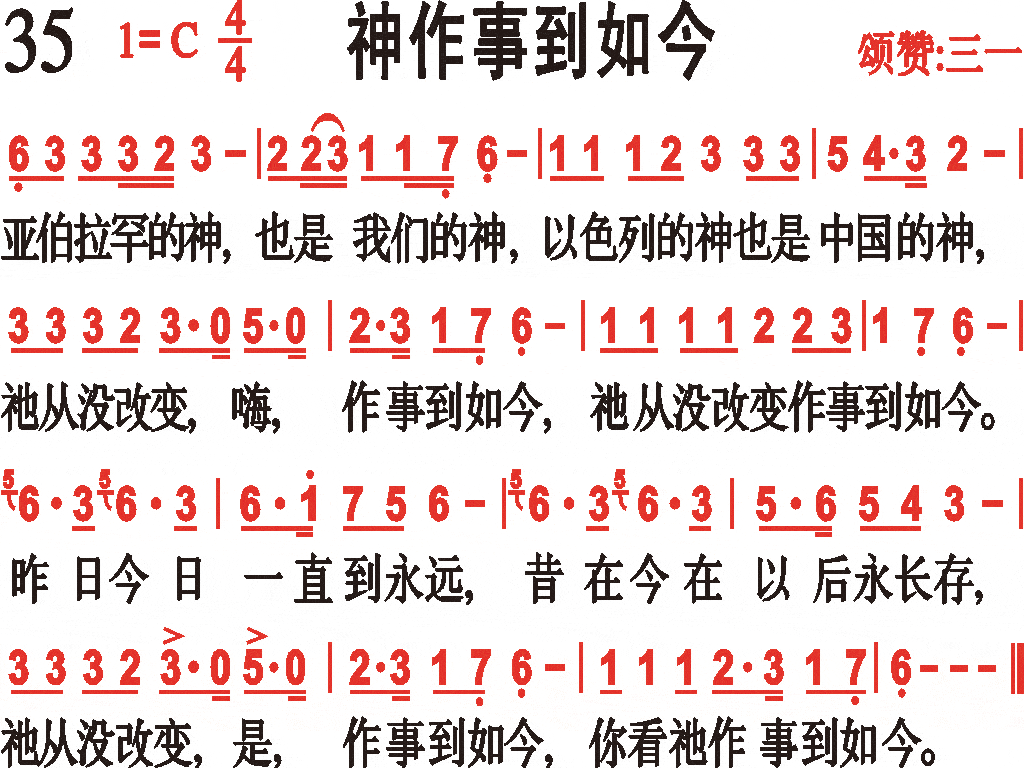 35 1=C 4/4 神作事到如今 颂赞:三一
6 3 3 3 2 3 - | 2 2 3 1 1 7 6 - | 1 1 1 2 3 3 3 | 5 4·3 2 - |
亚伯拉罕的神, 也是 我们的神, 以色列的神也是中国的神,
3 3 3 2 3·0 5·0 | 2·3 1 7 6 - | 1 1 1 1 2 2 3 | 1 7 6 - |
祂从没改变, 嗨, 作事到如今, 祂从没改变作事到如今。
5 6·3 5 6·3 | 6·1 7 5 6 - | 5 6·3 5 6·3 | 5·6 5 4 3 - |
昨日今日 一直到永远, 昔在今在以后永长存,
3 3 3 2 3·0 5·0 | 2·3 1 7 6 - | 1 1 1 2·3 1 7 | 6 - - - ‖
祂从没改变, 是, 作事到如今, 你看祂作事到如今。